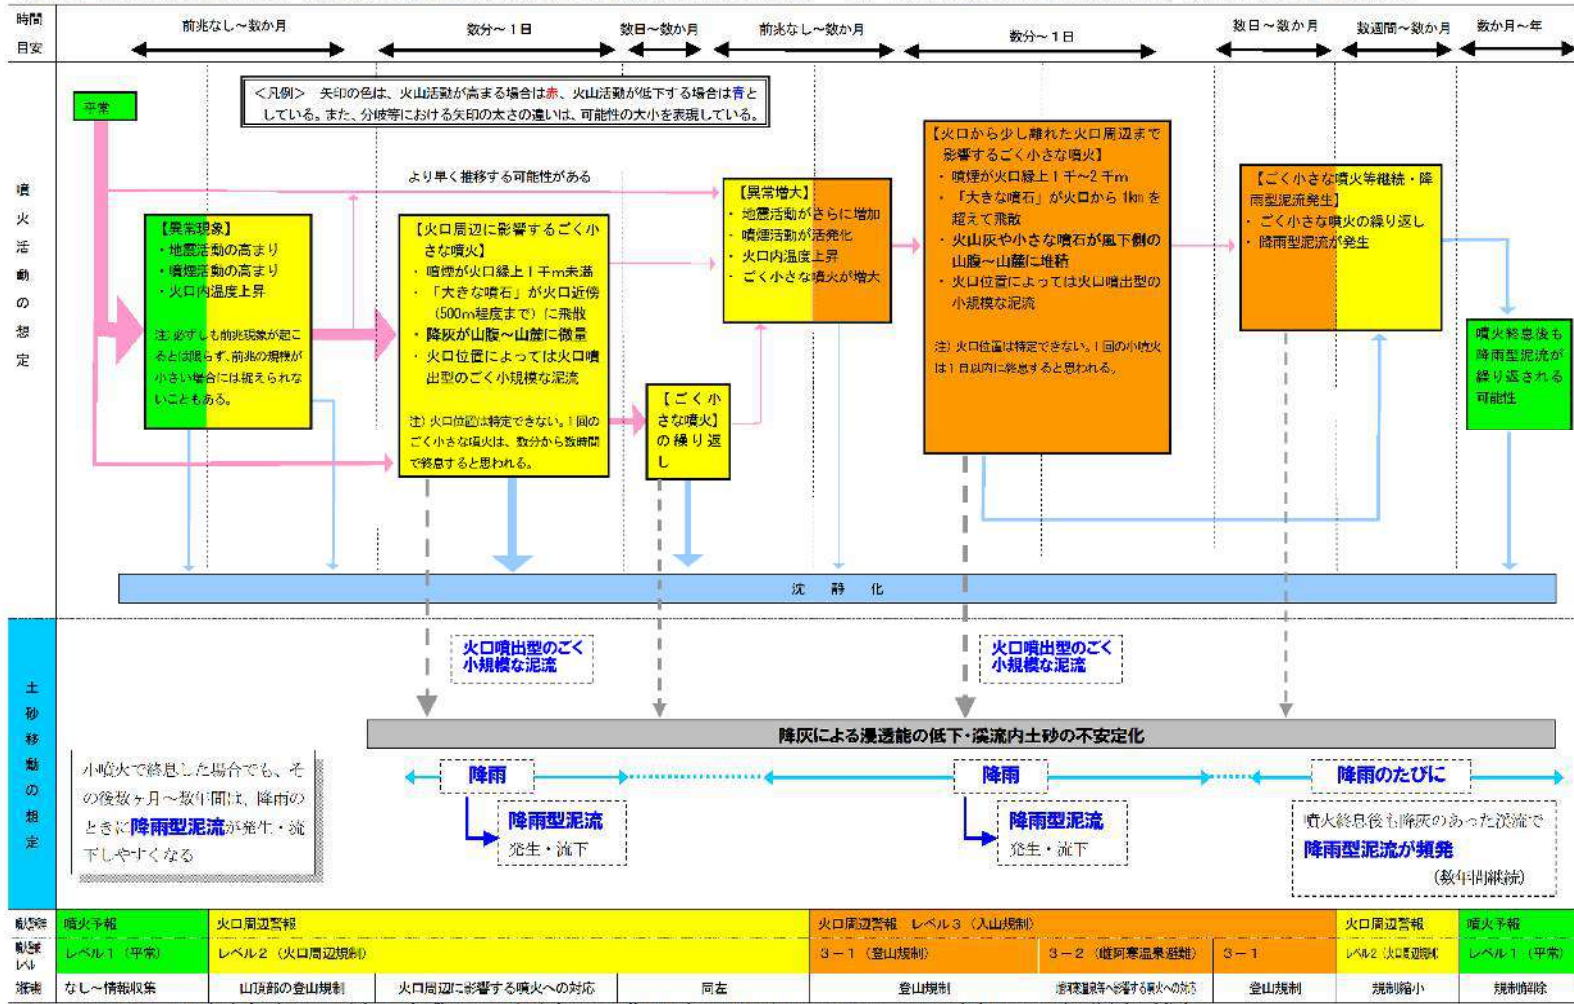 時間
目安
前兆なし～数か月
数分～1日
数日～数か月
前兆なし～数か月
数分～1日
数日～数か月
数週間～数か月
数か月～年
噴火活動の想定
平常
＜凡例＞　矢印の色は、火山活動が高まる場合は赤、火山活動が低下する場合は青と
している。また、分岐等における矢印の太さの違いは、可能性の大小を表現している。
より早く推移する可能性がある
【異常現象】
・地震活動の高まり
・噴煙活動の高まり
・火口内温度上昇
注）必ずしも前兆現象が起こ
るとは限らず、前兆の規模が
小さい場合には捉えられな
いこともある。
【火口周辺に影響するごく小
さな噴火】
・噴煙が火口縁上1千m未満
・「大きな噴石」が火口近傍
（500m程度まで）に飛散
・降灰が山腹～山麓に微量
・火口位置によっては火口噴
出型のごく小規模な泥流
注）火口位置は特定できない。1回の
ごく小さな噴火は、数分から数時間
で終息すると思われる。
【ごく小
さな噴火】
の繰り返
し
【異常増大】
・地震活動がさらに増加
・噴煙活動が活発化
・火口内温度上昇
・ごく小さな噴火が増大
【火口から少し離れた火口周辺まで
影響するごく小さな噴火】
・噴煙が火口縁上1千～2千m
・「大きな噴石」が火口から1kmを
超えて飛散
・火山灰や小さな噴石が風下側の
山腹～山麓に堆積
・火口位置によっては火口噴出型の
小規模な泥流
注）火口位置は特定できない。1回の小噴火
は1日以内に終息すると思われる。
【ごく小さな噴火等継続・降
雨型泥流発生】
・ごく小さな噴火の繰り返し
・降雨型泥流が発生
噴火終息後も
降雨型泥流が
繰り返される
可能性
沈静化
土砂移動の想定
火口噴出型のごく
小規模な泥流
火口噴出型のごく
小規模な泥流
降灰による浸透能の低下・渓流内土砂の不安定化
小噴火で終息した場合でも、そ
の後数ヶ月～数年間は、降雨の
ときに降雨型泥流が発生・流
下しやすくなる
降雨
降雨型泥流
発生・流下
降雨
降雨型泥流
発生・流下
降雨のたびに
噴火終息後も降灰のあった渓流で
降雨型泥流が頻発
（数年間継続）
噴火予報
火口周辺警報
火口周辺警報　レベル3（入山規制）
火口周辺警報
噴火予報
レベル
レベル1（平常）
レベル2（火口周辺規制）
3－1（登山規制）
3－2（雌阿寒温泉避難）
3－1
レベル2（火口周辺規制）
レベル1（平常）
なし～情報収集
山頂部の登山規制
火口周辺に影響する噴火への対応
同左
登山規制
登山規制
規制縮小
規制解除